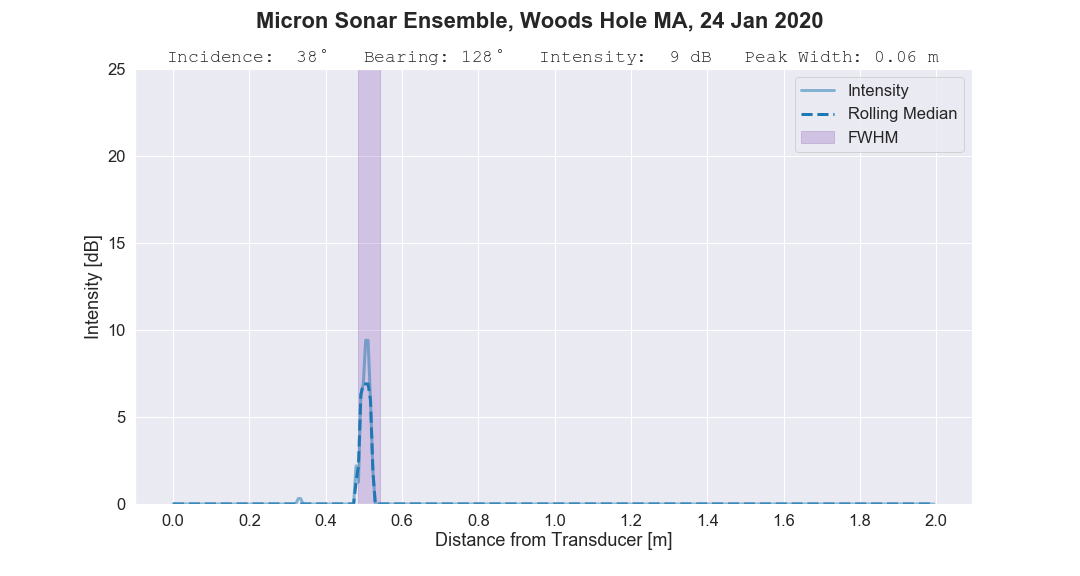 Micron Sonar Ensemble, Woods Hole MA, 24 Jan 2020
Incidence:  38°   Bearing: 128°   Intensity:  9 dB   Peak Width: 0.06 m
25
20
15
10
5
0
Intensity [dB]
Intensity
Rolling Median
FWHM
0.0 0.2 0.4 0.6 0.8 1.0 1.2 1.4 1.6 1.8 2.0
Distance from Transducer [m]